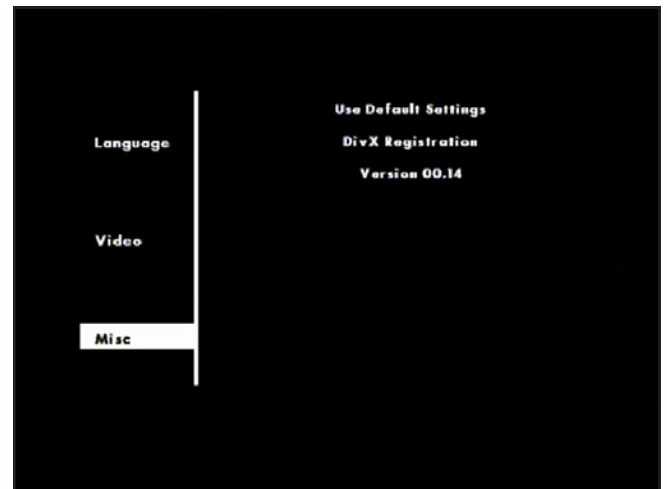 Use Default Settings
Language
DivX Registration
Version 00.14
Video
Misc